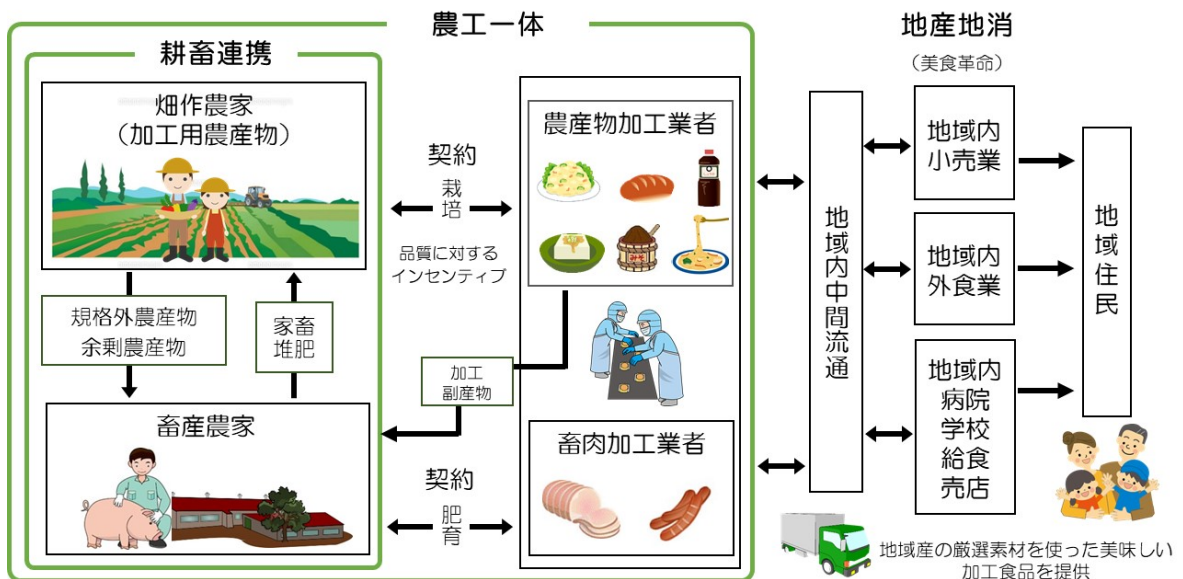 農工一体
耕畜連携
畑作農家
（加工用農産物）
規格外農産物
余剰農産物
家畜
堆肥
畜産農家
契約
栽培
品質に対する
インセンティブ
加工
副産物
契約
肥育
農産物加工業者
みそ
畜肉加工業者
地産地消
（美食革命）
地域内中間流通
地域内
小売業
地域内
外食業
地域内
病院
学校
給食
売店
地域住民
地域産の厳選素材を使った美味しい
加工食品を提供